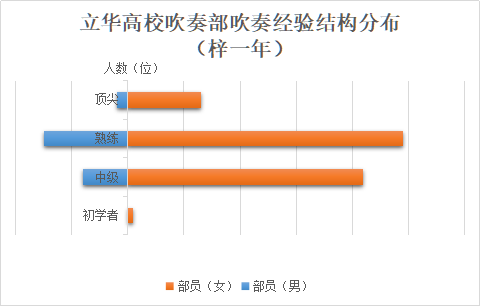 立华高校吹奏部吹奏经验结构分布
（梓一年）
人数（位）
顶尖
熟练
中级
初学者
部员（女） 部员（男）